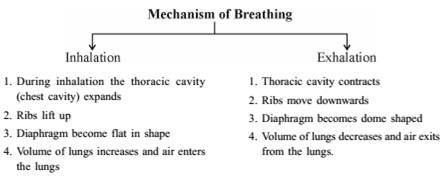 Mechanism of Breathing
Inhalation
1. During inhalation the thoracic cavity
(chest cavity) expands
2. Ribs lift up
3. Diaphragm become flat in shape
4. Volume of lungs increases and air enters
the lungs
Exhalation
1. Thoracic cavity contracts
2. Ribs move downwards
3. Diaphragm becomes dome shaped
4. Volume of lungs decreases and air exits
from the lungs.